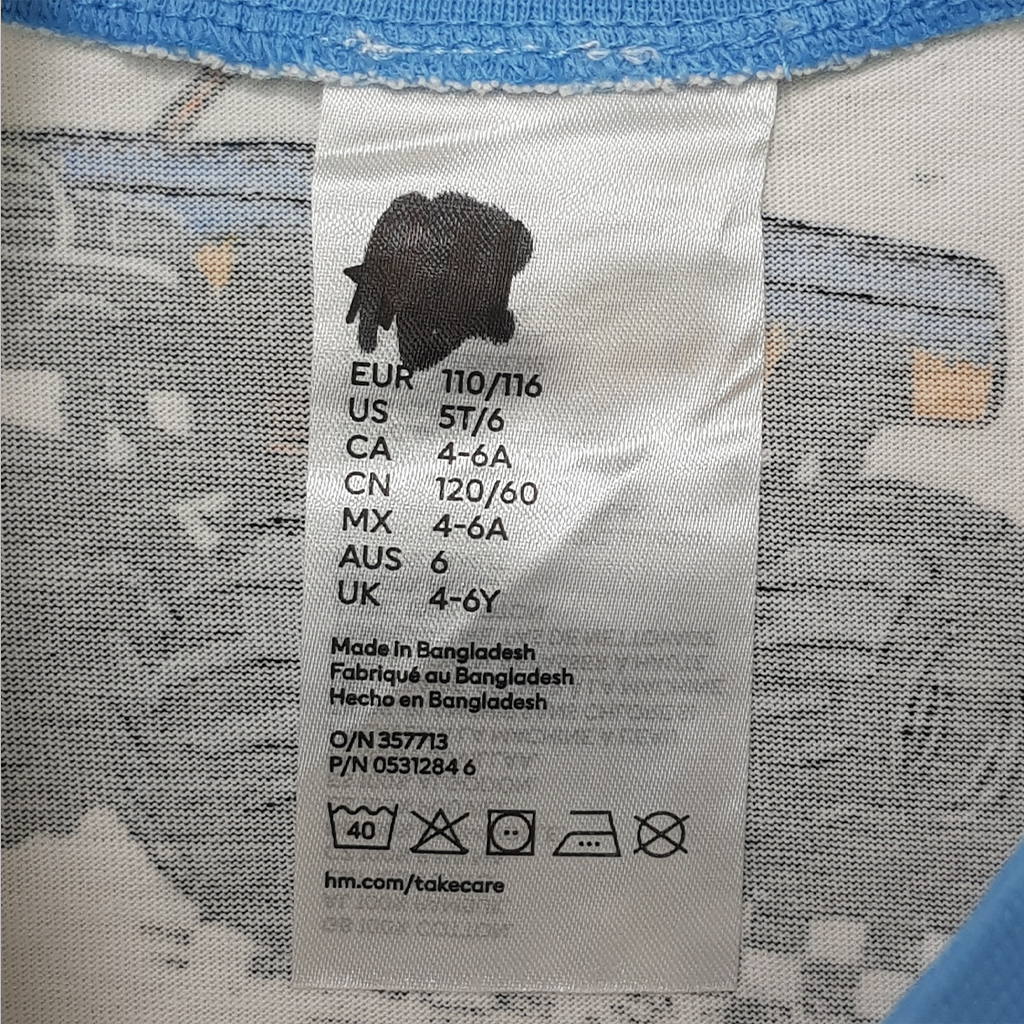 EUR 110/116
US 5T/6
CA 4-6A
CN 120/60
MX 4-6A
AUS 6
UK 4-6Y
Made in Bangladesh
Fabriqué au Bangladesh
Hecho en Bangladesh
O/N 357713
P/N 0531284 6
40
hm.com/takecare